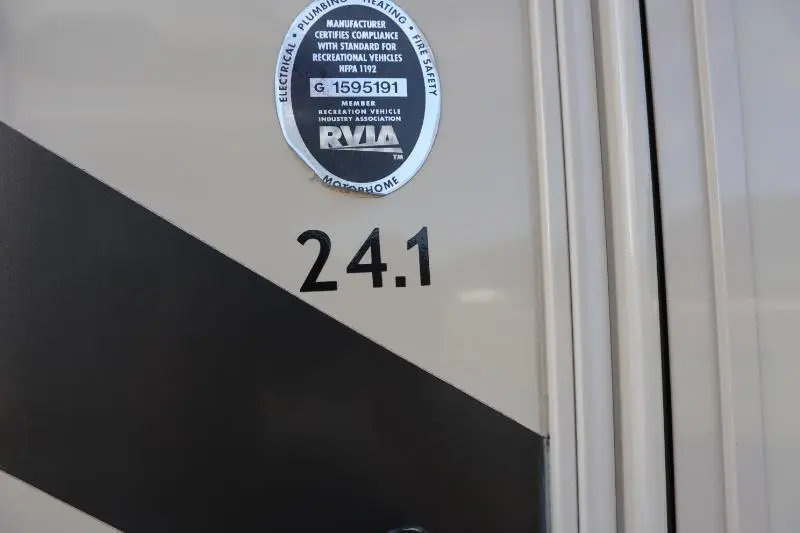 ELECTRICAL • PLUMBING • HEATING • FIRE SAFETY
MANUFACTURER
CERTIFIES COMPLIANCE
WITH STANDARD FOR
RECREATIONAL VEHICLES
NFPA 1192
G 1595191
MEMBER
RECREATION VEHICLE
INDUSTRY ASSOCIATION
RVIA
TM
MOTORHOME
24.1